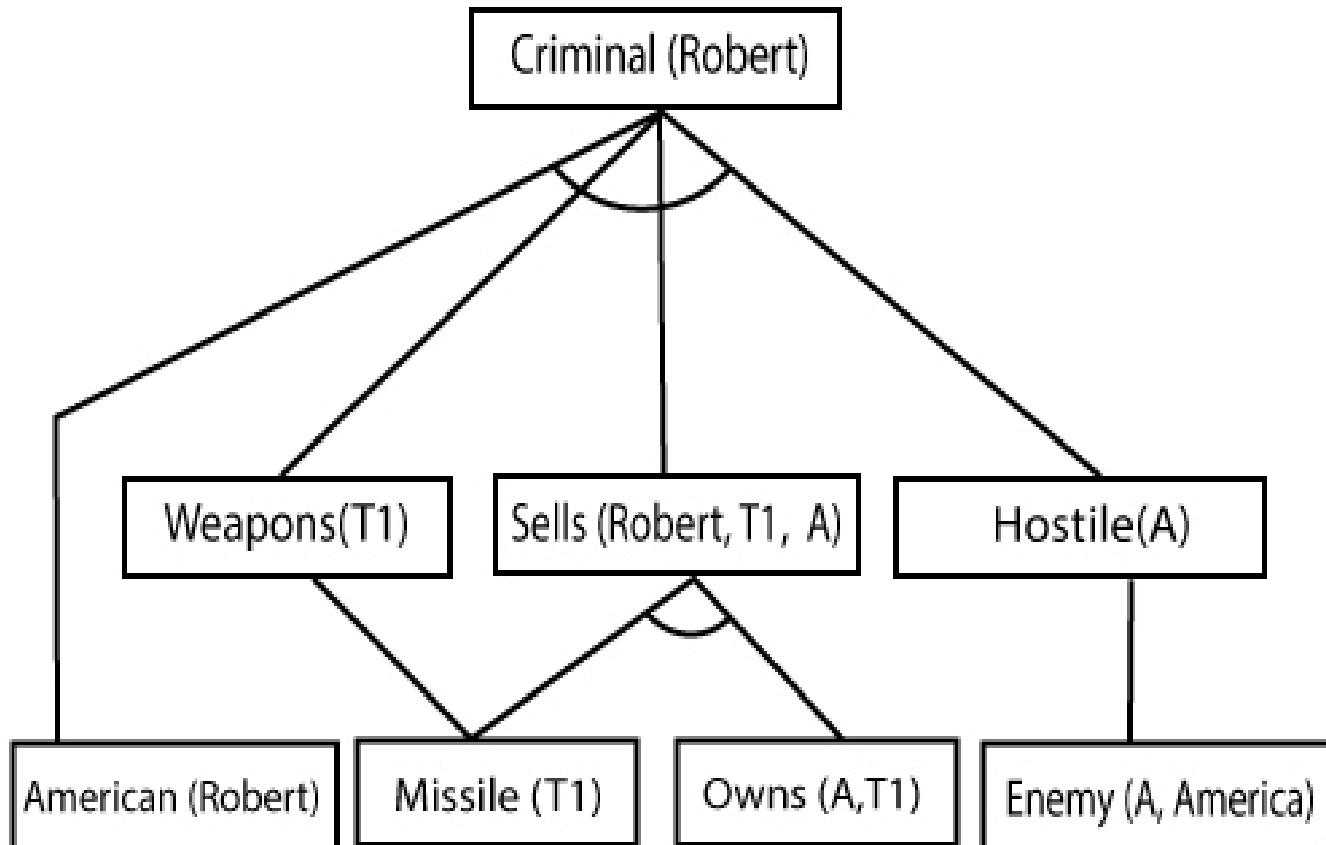 Criminal (Robert)
Weapons(T1)
Sells (Robert, T1, A)
Hostile(A)
American (Robert)
Missile (T1)
Owns (A,T1)
Enemy (A, America)